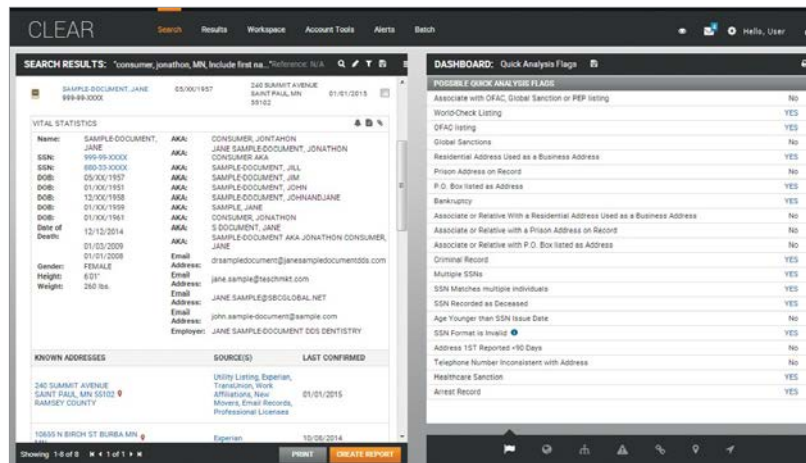 CLEAR
Search Results Workspace Account Tools Alerts Batch
Hello, User
SEARCH RESULTS: "consumer, jonathon, MN, Include first na..."Reference: N/A
SAMPLE-DOCUMENT, JANE
999-99-XXXX
05/XX/1957
240 SUMMIT AVENUE
SAINT PAUL, MN
55102
01/01/2015
VITAL STATISTICS
Name: SAMPLE-DOCUMENT, JANE
SSN: 999-99-XXXX
SSN:
DOB: 05/XX/1957
DOB: 01/XX/1951
DOB: 12/XX/1958
DOB: 01/XX/1959
DOB: 01/XX/1961
Date of Death: 12/12/2014
01/03/2009
01/01/2008
Gender: FEMALE
Height: 6'01"
Weight: 260 lbs.
AKA: CONSUMER, JONTAHON
AKA: JANE SAMPLE-DOCUMENT, JONATHON CONSUMER AKA
AKA: SAMPLE-DOCUMENT, JILL
AKA: SAMPLE-DOCUMENT, JIM
AKA: SAMPLE-DOCUMENT, JOHN
AKA: SAMPLE-DOCUMENT, JOHNANDJANE
AKA: SAMPLE, JANE
AKA: CONSUMER, JONATHON
AKA: S DOCUMENT, JANE
AKA: SAMPLE-DOCUMENT AKA JONATHON CONSUMER, JANE
Email Address: drsampledocument@janesampledocumentdds.com
Email Address: jane.sample@teschmkt.com
Email Address: JANE.SAMPLE@SBCGLOBAL.NET
Email Address: john.sample-document@sample.com
Employer: JANE SAMPLE-DOCUMENT DDS DENTISTRY
KNOWN ADDRESSES SOURCE(S) LAST CONFIRMED
240 SUMMIT AVENUE
SAINT PAUL, MN 55102
RAMSEY COUNTY
Utility Listing, Experian,
TransUnion, Work
Affiliations, New
Movers, Email Records,
Professional Licenses
01/01/2015
10655 N BIRCH ST BURBA MN
Experian
10/06/2014
Showing 1-8 of 8 1 of 1
PRINT CREATE REPORT
DASHBOARD: Quick Analysis Flags
POSSIBLE QUICK ANALYSIS FLAGS
Associate with OFAC, Global Sanction or PEP listing No
World-Check Listing YES
OFAC listing YES
Global Sanctions No
Residential Address Used as a Business Address YES
Prison Address on Record No
P.O. Box listed as Address YES
Bankruptcy YES
Associate or Relative With a Residential Address Used as a Business Address No
Associate or Relative with a Prison Address on Record No
Associate or Relative with P.O. Box listed as Address No
Criminal Record YES
Multiple SSNs YES
SSN Matches multiple individuals YES
SSN Recorded as Deceased YES
Age Younger than SSN Issue Date No
SSN Format is Invalid YES
Address 1ST Reported <90 Days No
Telephone Number Inconsistent with Address No
Healthcare Sanction YES
Arrest Record YES